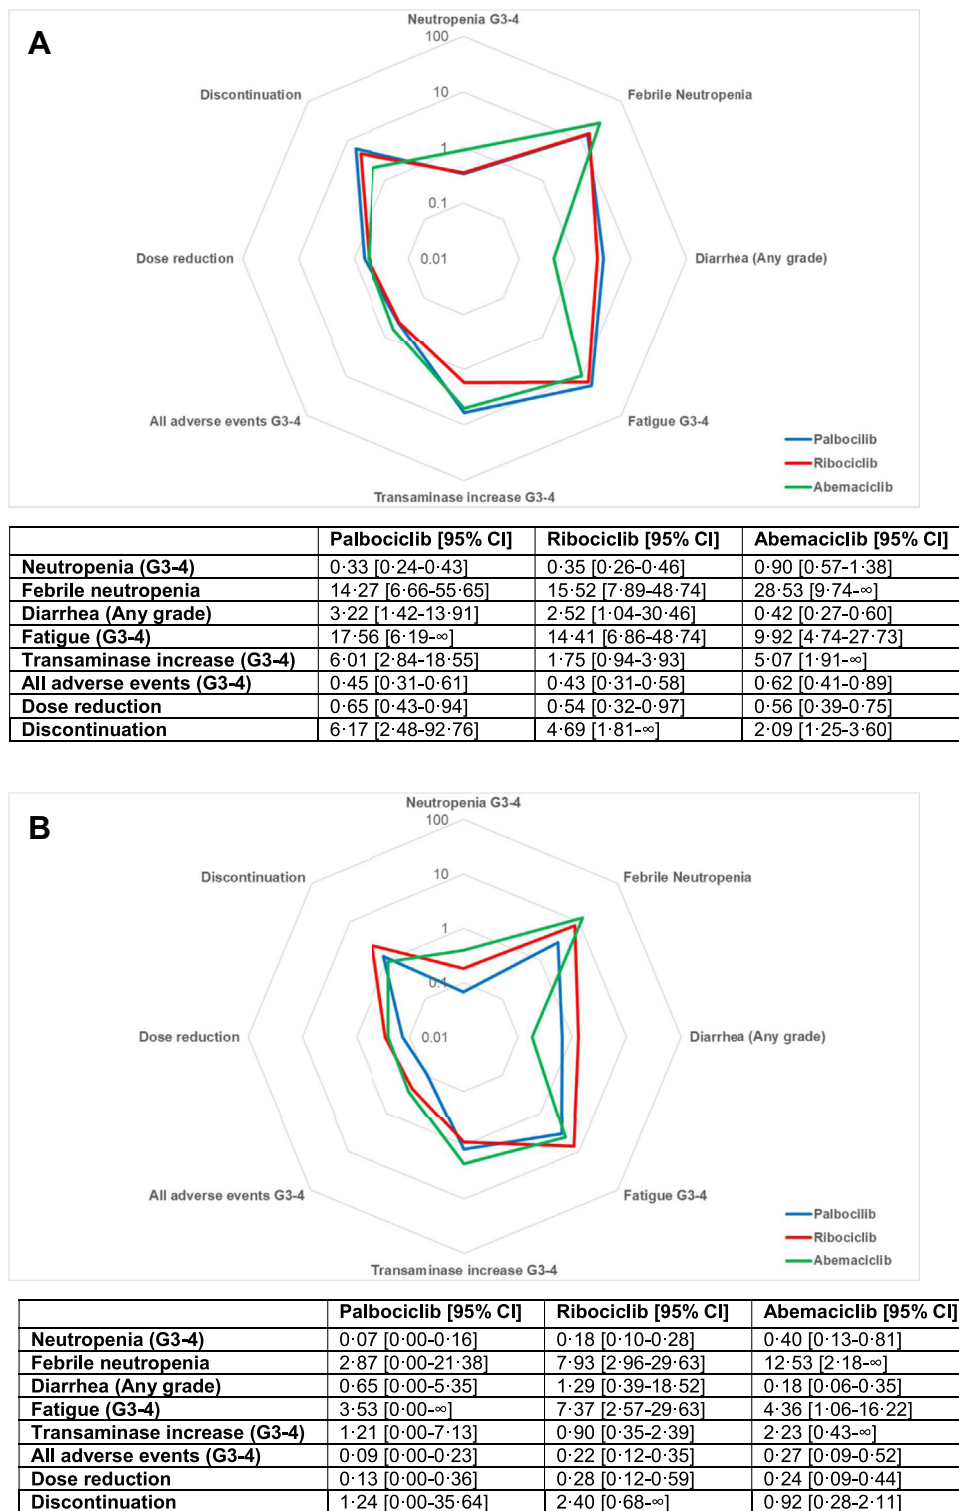 A
Neutropenia G3-4
100
Discontinuation
10
Febrile Neutropenia
1
0.1
Dose reduction
0.01
Diarrhea (Any grade)
All adverse events G3-4
Fatigue G3-4
Transaminase increase G3-4
Palbocilib
Ribociclib
Abemaciclib
Palbociclib [95% CI] Ribociclib [95% CI] Abemaciclib [95% CI]
Neutropenia (G3-4) 0·33 [0·24-0·43] 0·35 [0·26-0·46] 0·90 [0·57-1·38]
Febrile neutropenia 14·27 [6·66-55·65] 15·52 [7·89-48·74] 28·53 [9·74-∞]
Diarrhea (Any grade) 3·22 [1·42-13·91] 2·52 [1·04-30·46] 0·42 [0·27-0·60]
Fatigue (G3-4) 17·56 [6·19-∞] 14·41 [6·86-48·74] 9·92 [4·74-27·73]
Transaminase increase (G3-4) 6·01 [2·84-18·55] 1·75 [0·94-3·93] 5·07 [1·91-∞]
All adverse events (G3-4) 0·45 [0·31-0·61] 0·43 [0·31-0·58] 0·62 [0·41-0·89]
Dose reduction 0·65 [0·43-0·94] 0·54 [0·32-0·97] 0·56 [0·39-0·75]
Discontinuation 6·17 [2·48-92·76] 4·69 [1·81-∞] 2·09 [1·25-3·60]
B
Neutropenia G3-4
100
Discontinuation
10
Febrile Neutropenia
1
0.1
Dose reduction
0.01
Diarrhea (Any grade)
All adverse events G3-4
Fatigue G3-4
Transaminase increase G3-4
Palbocilib
Ribociclib
Abemaciclib
Palbociclib [95% CI] Ribociclib [95% CI] Abemaciclib [95% CI]
Neutropenia (G3-4) 0·07 [0·00-0·16] 0·18 [0·10-0·28] 0·40 [0·13-0·81]
Febrile neutropenia 2·87 [0·00-21·38] 7·93 [2·96-29·63] 12·53 [2·18-∞]
Diarrhea (Any grade) 0·65 [0·00-5·35] 1·29 [0·39-18·52] 0·18 [0·06-0·35]
Fatigue (G3-4) 3·53 [0·00-∞] 7·37 [2·57-29·63] 4·36 [1·06-16·22]
Transaminase increase (G3-4) 1·21 [0·00-7·13] 0·90 [0·35-2·39] 2·23 [0·43-∞]
All adverse events (G3-4) 0·09 [0·00-0·23] 0·22 [0·12-0·35] 0·27 [0·09-0·52]
Dose reduction 0·13 [0·00-0·36] 0·28 [0·12-0·59] 0·24 [0·09-0·44]
Discontinuation 1·24 [0·00-35·64] 2·40 [0·68-∞] 0·92 [0·28-2·11]